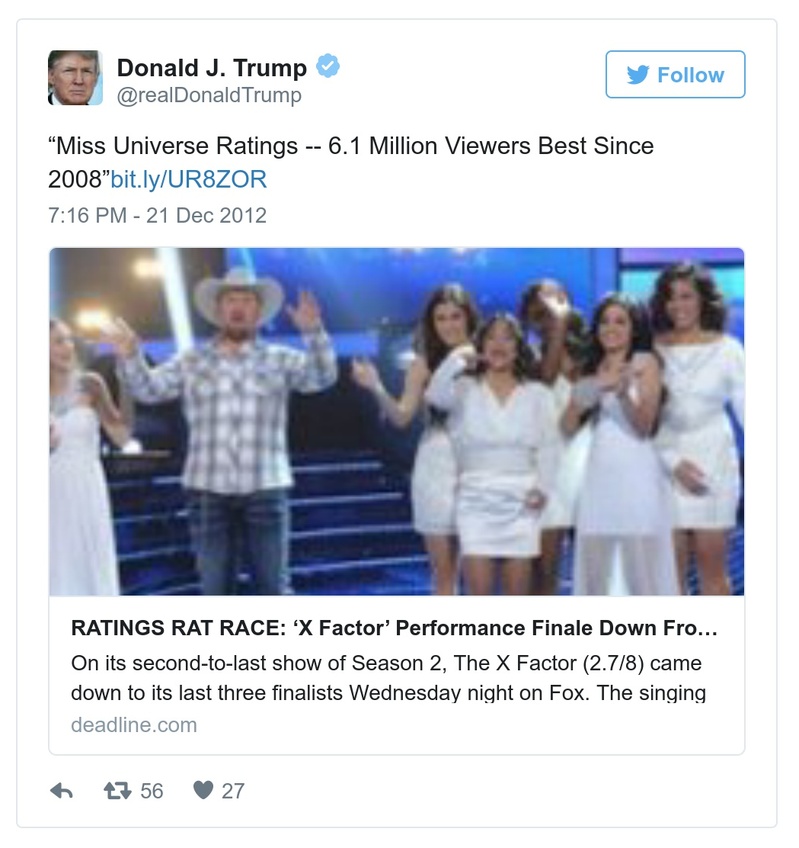 Donald J. Trump
@realDonaldTrump
Follow
“Miss Universe Ratings -- 6.1 Million Viewers Best Since
2008”bit.ly/UR8ZOR
7:16 PM - 21 Dec 2012
RATINGS RAT RACE: ‘X Factor’ Performance Finale Down Fro…
On its second-to-last show of Season 2, The X Factor (2.7/8) came
down to its last three finalists Wednesday night on Fox. The singing
deadline.com
56
27